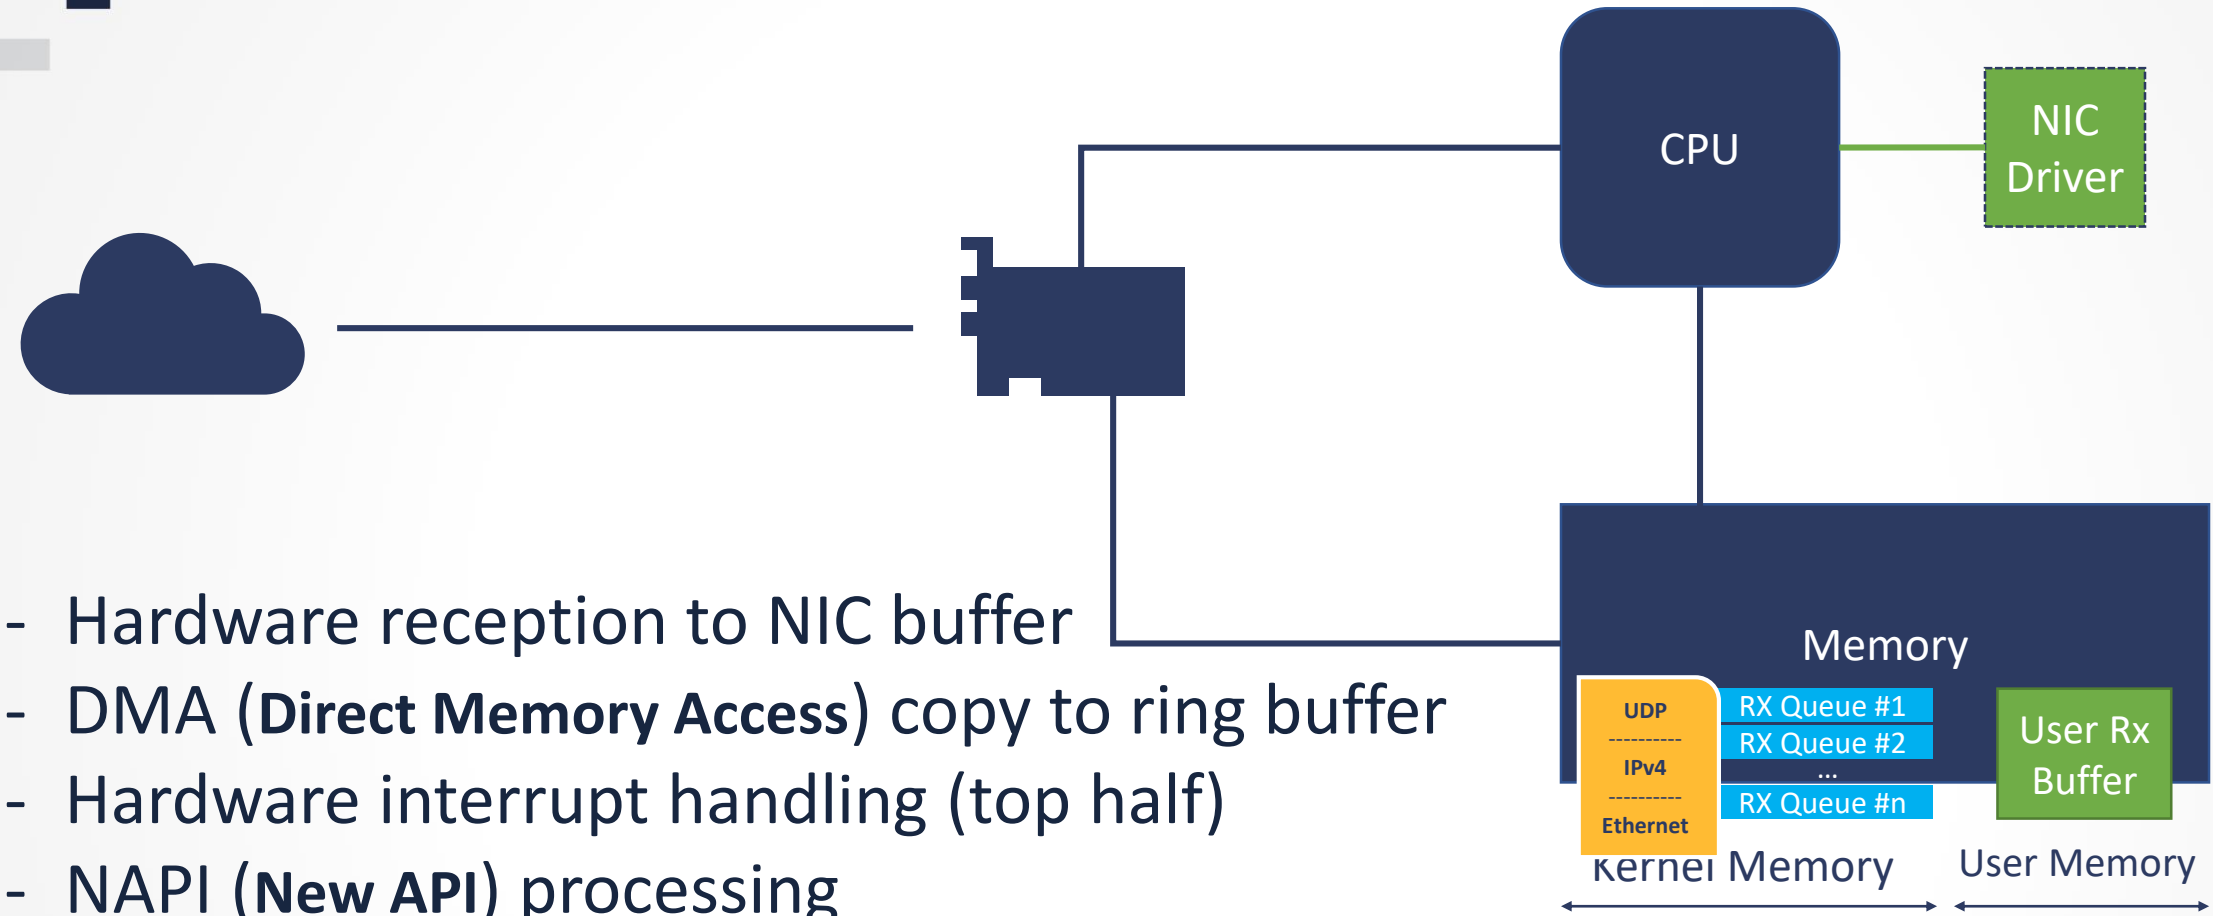 CPU
NIC
Driver
- Hardware reception to NIC buffer
- DMA (Direct Memory Access) copy to ring buffer
- Hardware interrupt handling (top half)
- NAPI (New API) processing
Memory
UDP
----------
IPv4
----------
Ethernet
RX Queue #1
RX Queue #2
...
RX Queue #n
User Rx
Buffer
Kernel Memory
User Memory